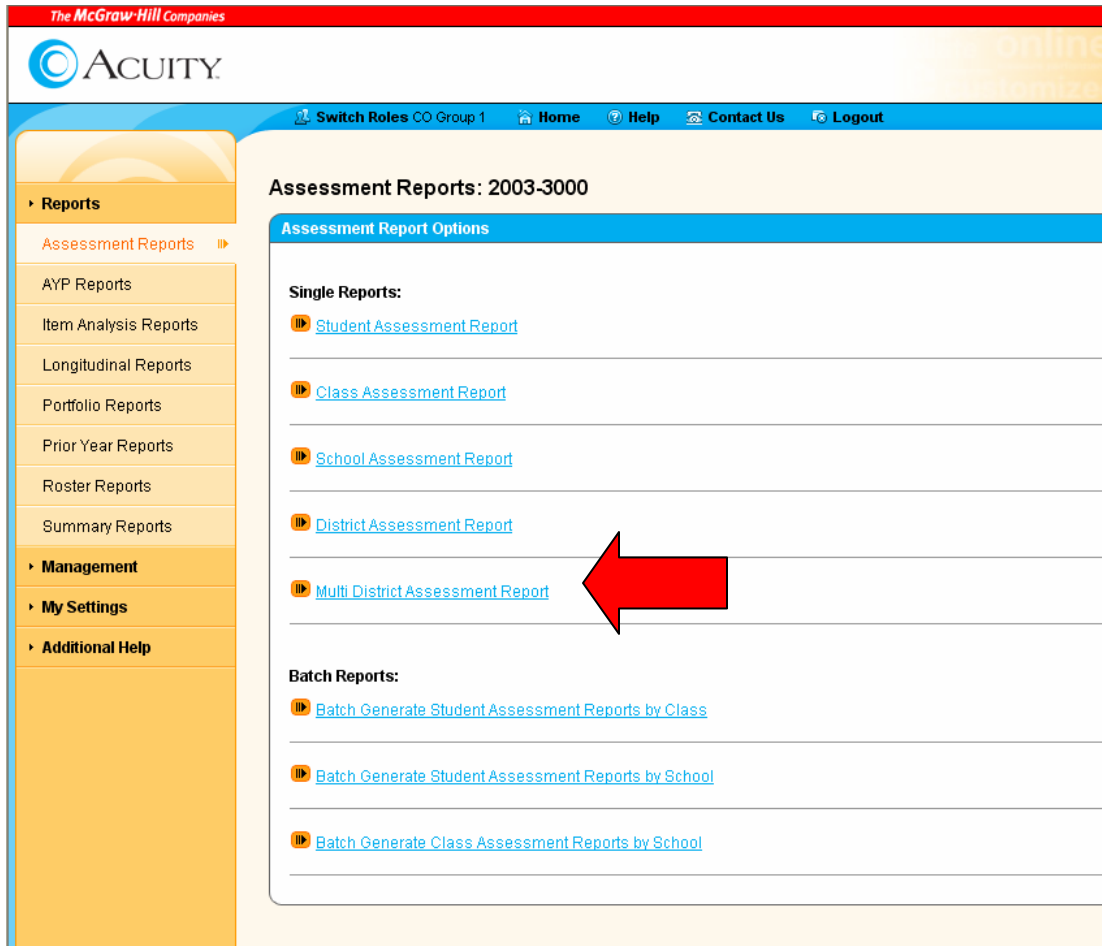 The McGraw·Hill Companies
ACUITY.
online
customize
Switch Roles CO Group 1 Home Help Contact Us Logout
Assessment Reports: 2003-3000
Reports
Assessment Reports
AYP Reports
Item Analysis Reports
Longitudinal Reports
Portfolio Reports
Prior Year Reports
Roster Reports
Summary Reports
Management
My Settings
Additional Help
Assessment Report Options
Single Reports:
Student Assessment Report
Class Assessment Report
School Assessment Report
District Assessment Report
Multi District Assessment Report
Batch Reports:
Batch Generate Student Assessment Reports by Class
Batch Generate Student Assessment Reports by School
Batch Generate Class Assessment Reports by School